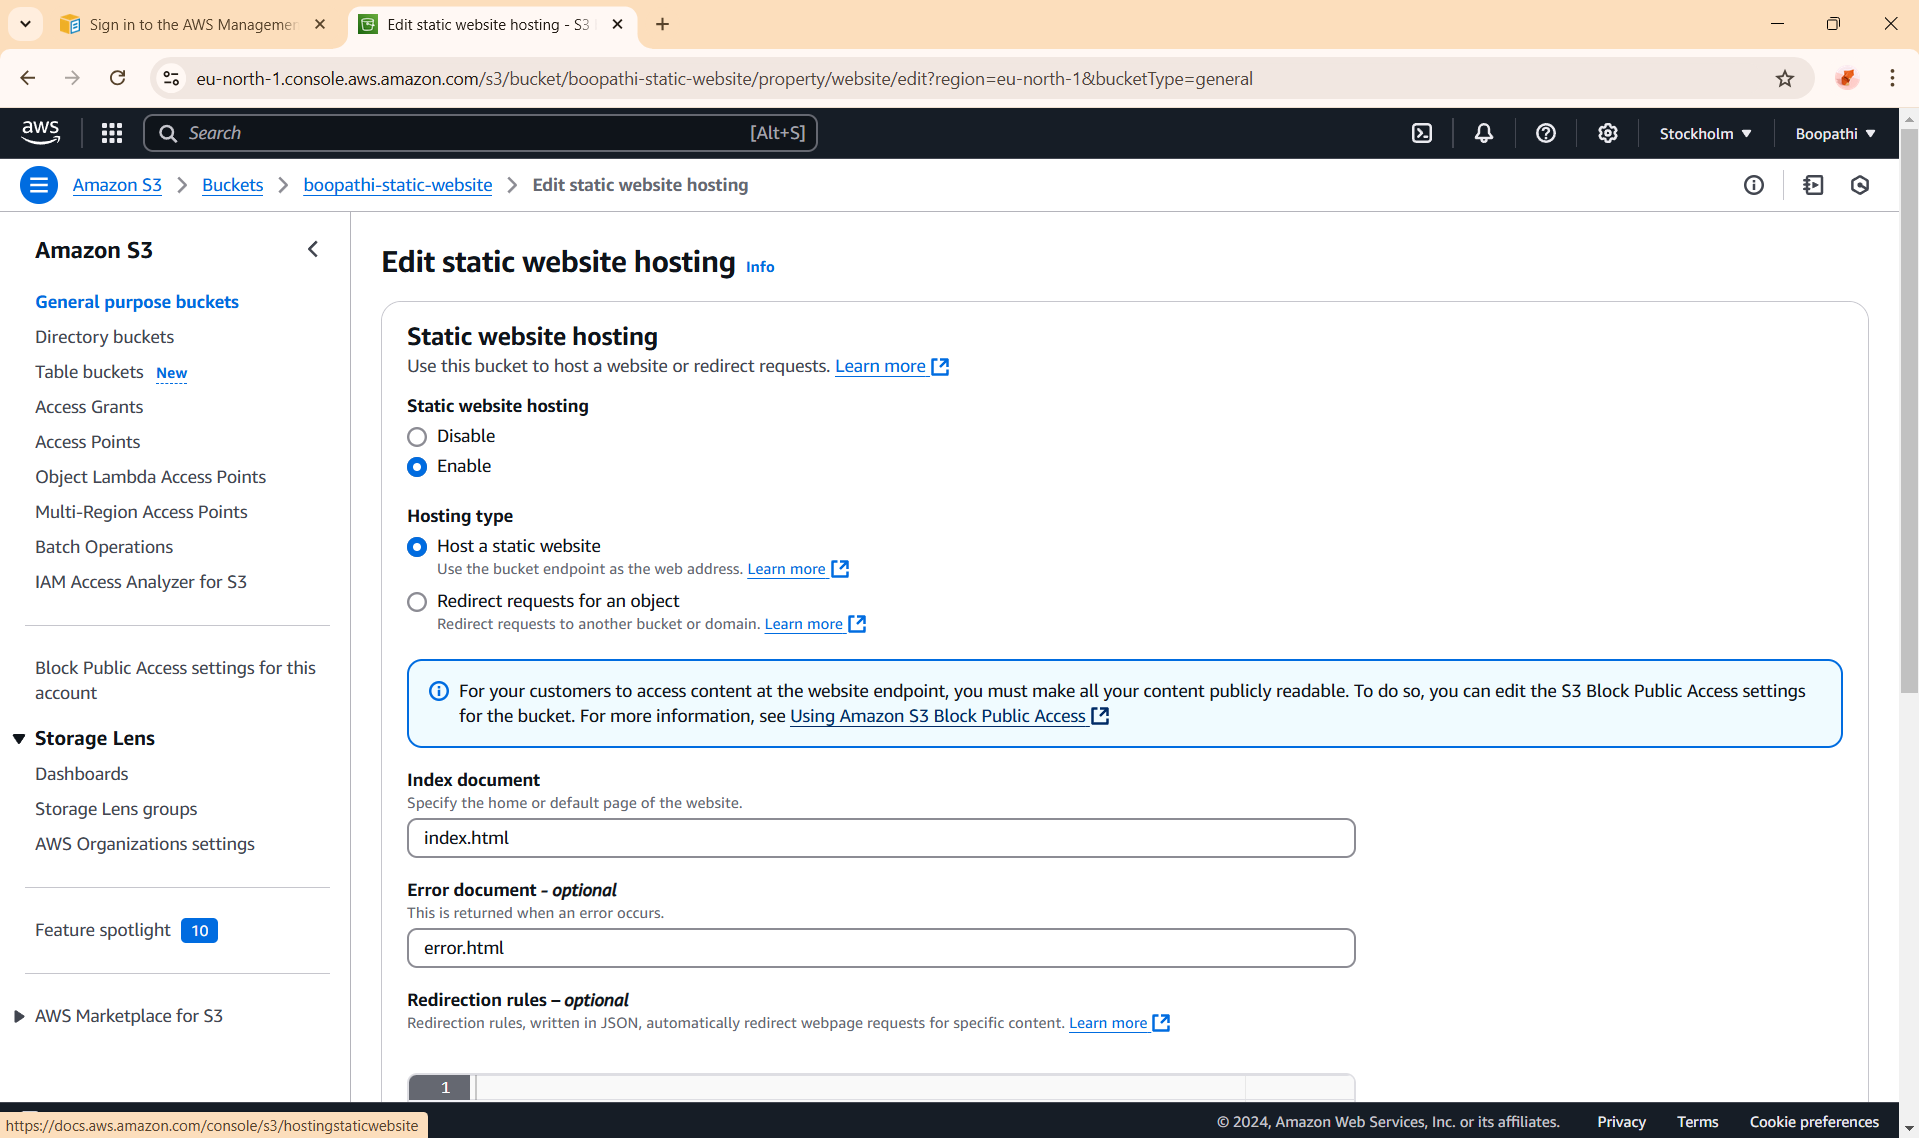 Sign in to the AWS Managemen
Edit static website hosting - S3
eu-north-1.console.aws.amazon.com/s3/bucket/boopathi-static-website/property/website/edit?region=eu-north-1&bucketType=general
aws
Search
[Alt+S]
Stockholm
Boopathi
Amazon S3
Buckets
boopathi-static-website
Edit static website hosting
Amazon S3
General purpose buckets
Directory buckets
Table buckets New
Access Grants
Access Points
Object Lambda Access Points
Multi-Region Access Points
Batch Operations
IAM Access Analyzer for S3
Block Public Access settings for this
account
Storage Lens
Dashboards
Storage Lens groups
AWS Organizations settings
Feature spotlight 10
AWS Marketplace for S3
Edit static website hosting Info
Static website hosting
Use this bucket to host a website or redirect requests. Learn more
Static website hosting
Disable
Enable
Hosting type
Host a static website
Use the bucket endpoint as the web address. Learn more
Redirect requests for an object
Redirect requests to another bucket or domain. Learn more
For your customers to access content at the website endpoint, you must make all your content publicly readable. To do so, you can edit the S3 Block Public Access settings
for the bucket. For more information, see Using Amazon S3 Block Public Access
Index document
Specify the home or default page of the website.
index.html
Error document - optional
This is returned when an error occurs.
error.html
Redirection rules – optional
Redirection rules, written in JSON, automatically redirect webpage requests for specific content. Learn more
1
https://docs.aws.amazon.com/console/s3/hostingstaticwebsite
© 2024, Amazon Web Services, Inc. or its affiliates.
Privacy
Terms
Cookie preferences